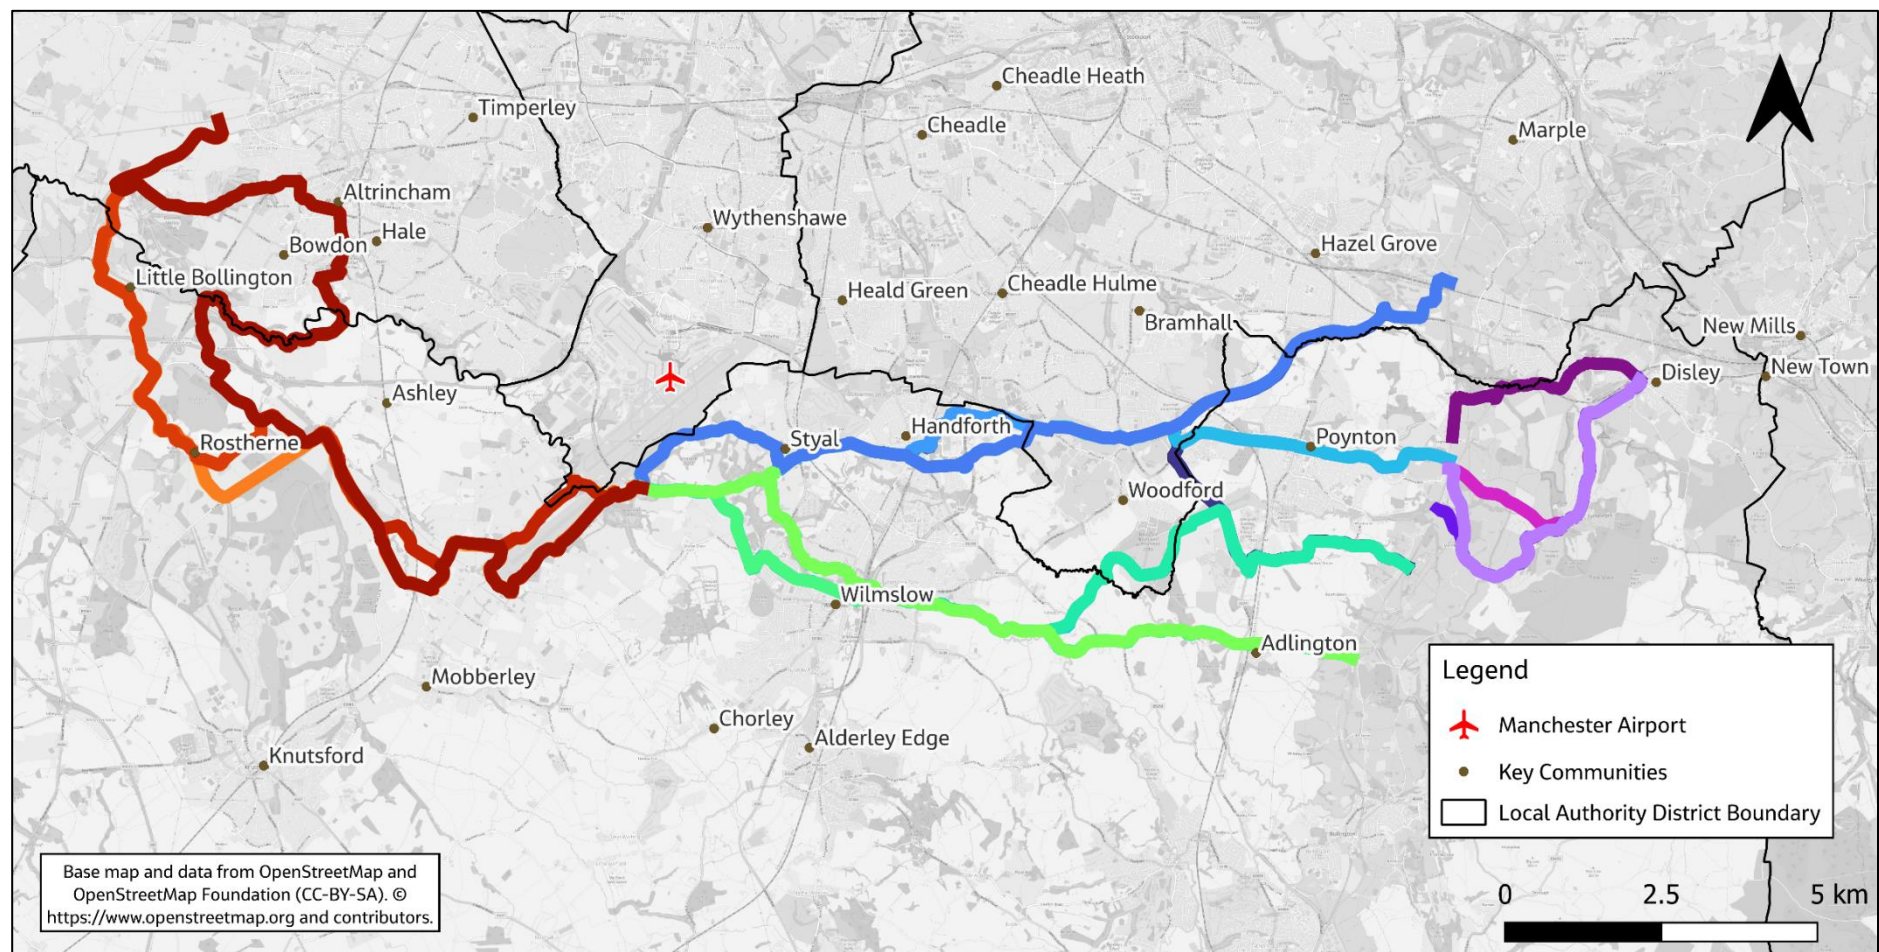 Cheadle Heath
Timperley
Cheadle
Marple
Altrincham
Wythenshawe
Hale
Bowdon
Hazel Grove
Little Bollington
Heald Green
Cheadle Hulme
Bramhall
New Mills
Ashley
Disley
New Town
Rostherne
Styal
Handforth
Poynton
Woodford
Wilmslow
Adlington
Mobberley
Chorley
Alderley Edge
Knutsford
Legend
Manchester Airport
Key Communities
Local Authority District Boundary
Base map and data from OpenStreetMap and
OpenStreetMap Foundation (CC-BY-SA). ©
https://www.openstreetmap.org and contributors.
0 2.5 5 km